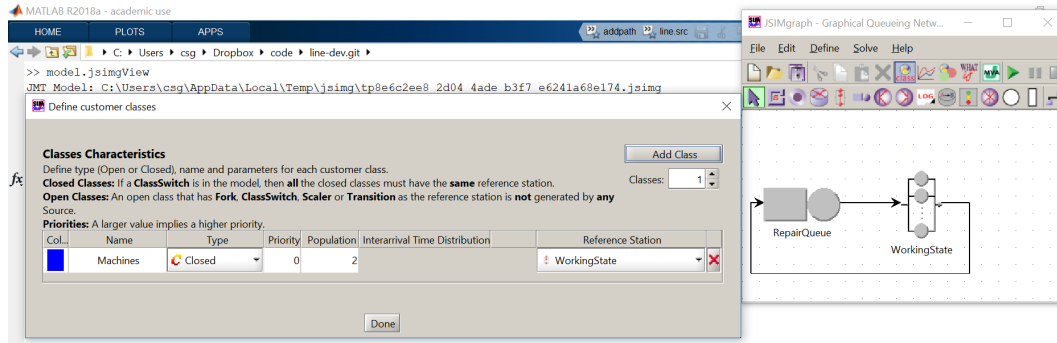 MATLAB R2018a - academic use
HOME PLOTS APPS
addpath line src
C: Users csg Dropbox code line-dev.git
>> model.jsimgView
JMT Model: C:\Users\csg\AppData\Local\Temp\jsimg\tp8e6c2ee8_2d04_4ade_b3f7_e6241a68e174.jsimg
fx
Define customer classes
Classes Characteristics
Define type (Open or Closed), name and parameters for each customer class.
Closed Classes: If a ClassSwitch is in the model, then all the closed classes must have the same reference station.
Open Classes: An open class that has Fork, ClassSwitch, Scaler or Transition as the reference station is not generated by any
Source.
Priorities: A larger value implies a higher priority.
Add Class
Classes: 1
Col... Name Type Priority Population Interarrival Time Distribution Reference Station
Machines C Closed 0 2 WorkingState
Done
JSIMgraph - Graphical Queueing Netw...
File Edit Define Solve Help
CLASS WHAT IF MVA
LOG
RepairQueue
WorkingState